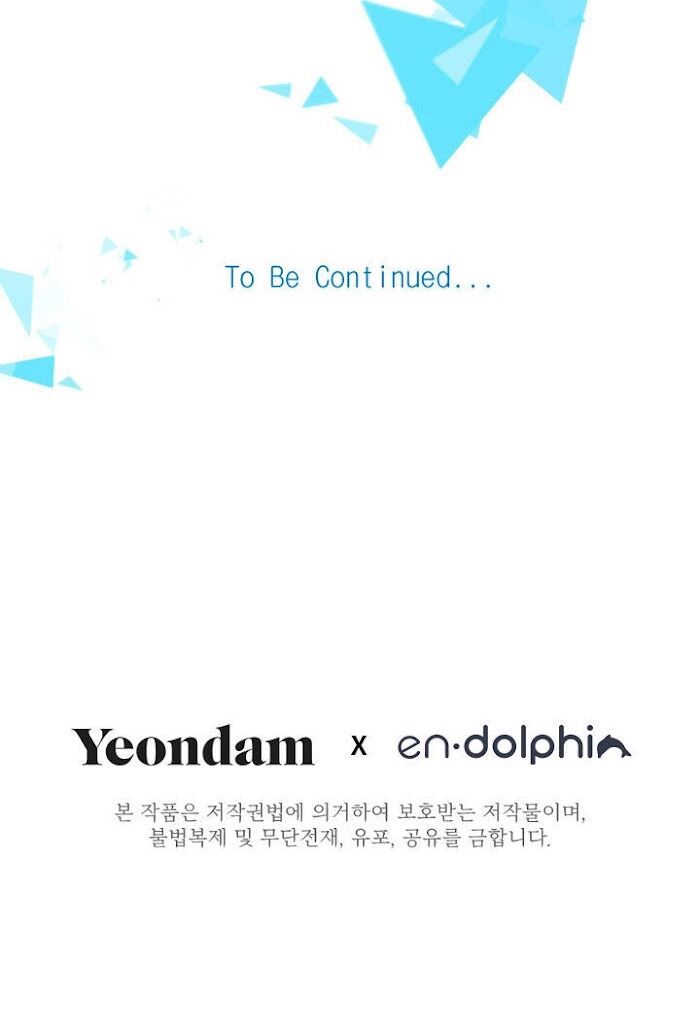 To Be Continued...
Yeondam x en·dolphin
본 작품은 저작권법에 의거하여 보호받는 저작물이며,
불법복제 및 무단전재, 유포, 공유를 금합니다.